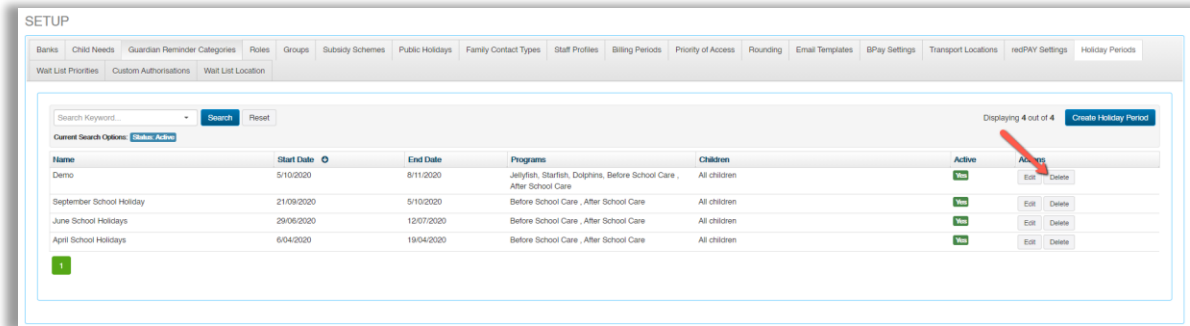 SETUP
Banks Child Needs Guardian Reminder Categories Roles Groups Subsidy Schemes Public Holidays Family Contact Types Staff Profiles Billing Periods Priority of Access Rounding Email Templates BPay Settings Transport Locations redPAY Settings Holiday Periods
Wait List Priorities Custom Authorisations Wait List Location
Search Keyword... Search Reset Displaying 4 out of 4 Create Holiday Period
Current Search Options: Status: Active
Name Start Date End Date Programs Children Active Actions
Demo 5/10/2020 8/11/2020 Jellyfish, Starfish, Dolphins, Before School Care , All children Yes Edit Delete
After School Care
September School Holiday 21/09/2020 5/10/2020 Before School Care , After School Care All children Yes Edit Delete
June School Holidays 29/06/2020 12/07/2020 Before School Care , After School Care All children Yes Edit Delete
April School Holidays 6/04/2020 19/04/2020 Before School Care , After School Care All children Yes Edit Delete
1